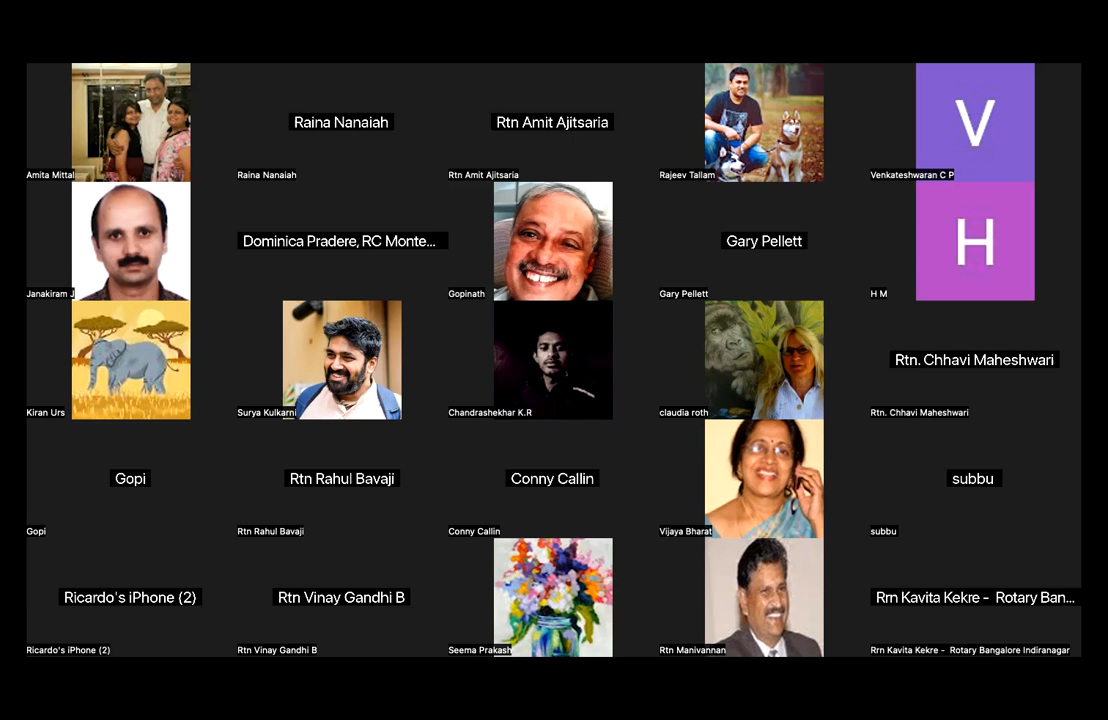 Amita Mittal
Raina Nanaiah
Raina Nanaiah
Rtn Amit Ajitsaria
Rtn Amit Ajitsaria
Rajeev Tallam
V
Venkateshwaran C P
Janakiram J
Dominica Pradere, RC Monte...
Gopinath
Gary Pellett
Gary Pellett
H
H M
Kiran Urs
Surya Kulkarni
Chandrashekhar K.R
claudia roth
Rtn. Chhavi Maheshwari
Rtn. Chhavi Maheshwari
Gopi
Gopi
Rtn Rahul Bavaji
Rtn Rahul Bavaji
Conny Callin
Conny Callin
Vijaya Bharat
subbu
subbu
Ricardo's iPhone (2)
Ricardo's iPhone (2)
Rtn Vinay Gandhi B
Rtn Vinay Gandhi B
Seema Prakash
Rtn Manivannan
Rrn Kavita Kekre - Rotary Ban...
Rrn Kavita Kekre - Rotary Bangalore Indiranagar